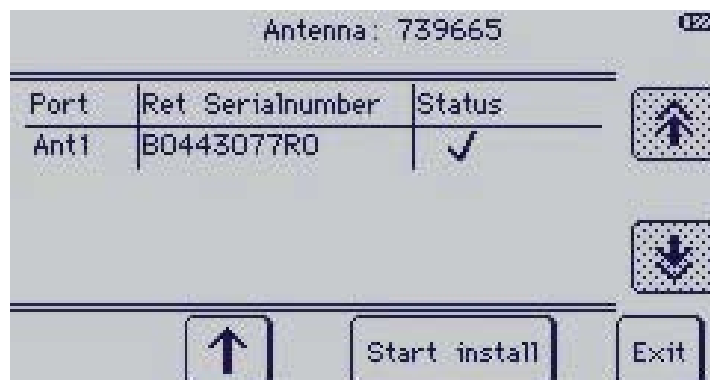 Antenna: 739665
Port Ret Serialnumber Status
Ant1 B0443077R0
Start install Exit